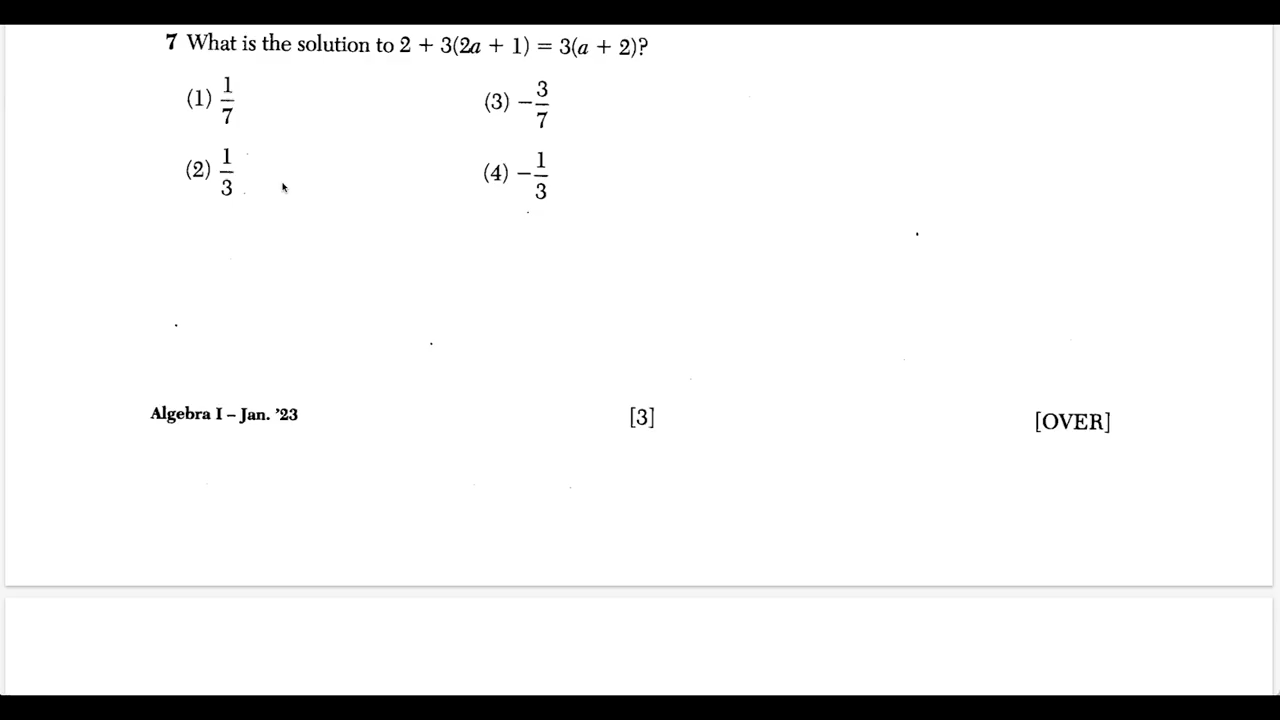 7 What is the solution to 2 + 3(2a + 1) = 3(a + 2)?
(1) 1/7
(3) −3/7
(2) 1/3
(4) −1/3
Algebra I – Jan. ’23
[3]
[OVER]